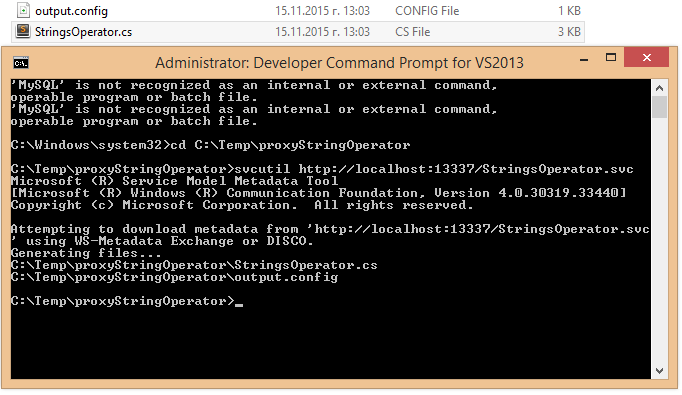 output.config 15.11.2015 г. 13:03 CONFIG File 1 KB
StringsOperator.cs 15.11.2015 г. 13:03 CS File 3 KB
Administrator: Developer Command Prompt for VS2013
'MySQL' is not recognized as an internal or external command,
operable program or batch file.
'MySQL' is not recognized as an internal or external command,
operable program or batch file.
C:\Windows\system32>cd C:\Temp\proxyStringOperator
C:\Temp\proxyStringOperator>svcutil http://localhost:13337/StringsOperator.svc
Microsoft (R) Service Model Metadata Tool
[Microsoft (R) Windows (R) Communication Foundation, Version 4.0.30319.33440]
Copyright (c) Microsoft Corporation.  All rights reserved.
Attempting to download metadata from 'http://localhost:13337/StringsOperator.svc
' using WS-Metadata Exchange or DISCO.
Generating files...
C:\Temp\proxyStringOperator\StringsOperator.cs
C:\Temp\proxyStringOperator\output.config
C:\Temp\proxyStringOperator>_